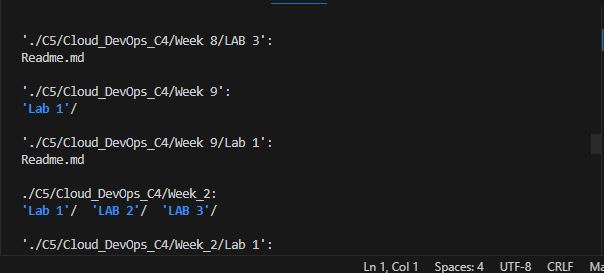 './C5/Cloud_DevOps_C4/Week 8/LAB 3':
Readme.md
'./C5/Cloud_DevOps_C4/Week 9':
'Lab 1'/
'./C5/Cloud_DevOps_C4/Week 9/Lab 1':
Readme.md
./C5/Cloud_DevOps_C4/Week_2:
'Lab 1'/  'LAB 2'/  'LAB 3'/
'./C5/Cloud_DevOps_C4/Week_2/Lab 1':
Ln 1, Col 1  Spaces: 4  UTF-8  CRLF